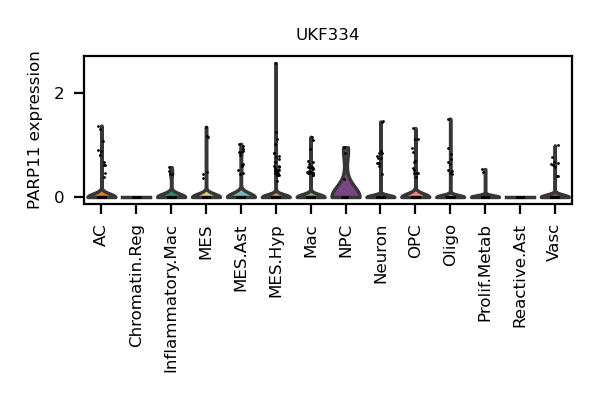 UKF334
PARP11 expression
2
0
AC
Chromatin.Reg
Inflammatory.Mac
MES
MES.Ast
MES.Hyp
Mac
NPC
Neuron
OPC
Oligo
Prolif.Metab
Reactive.Ast
Vasc